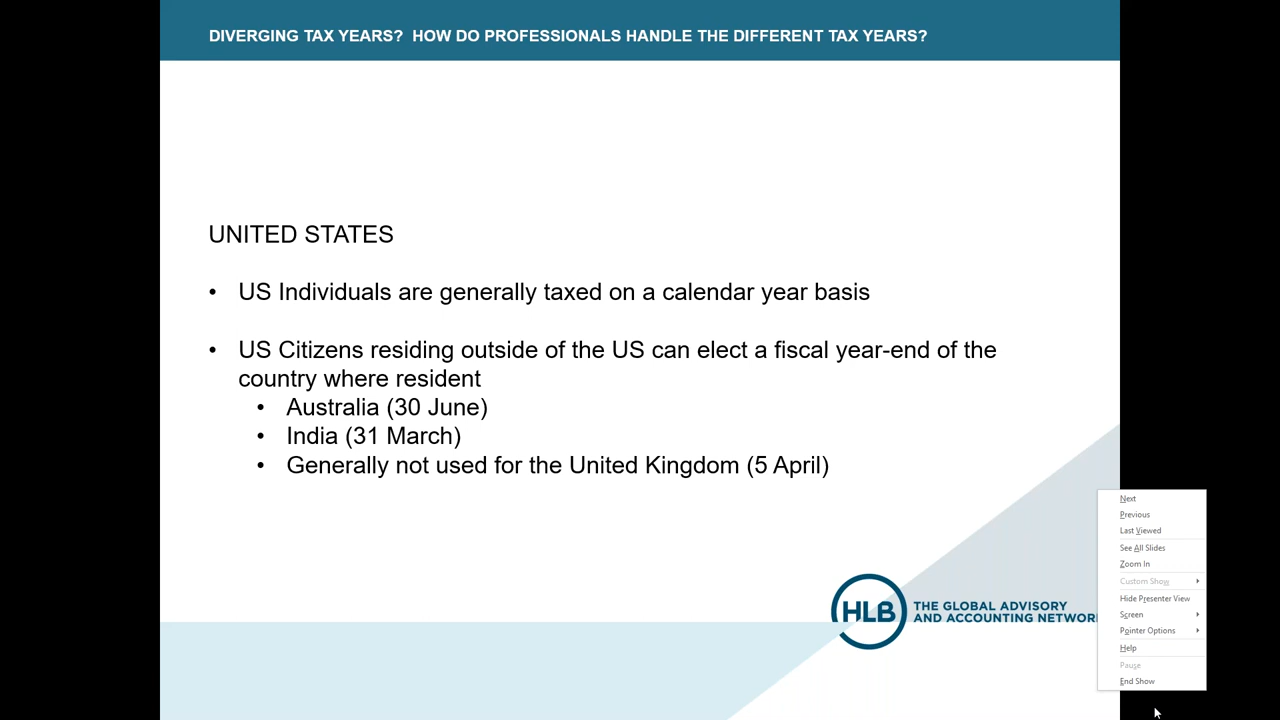 DIVERGING TAX YEARS? HOW DO PROFESSIONALS HANDLE THE DIFFERENT TAX YEARS?
UNITED STATES
• US Individuals are generally taxed on a calendar year basis
• US Citizens residing outside of the US can elect a fiscal year-end of the
country where resident
• Australia (30 June)
• India (31 March)
• Generally not used for the United Kingdom (5 April)
HLB THE GLOBAL ADVISORY
AND ACCOUNTING NETWOR
Next
Previous
Last Viewed
See All Slides
Zoom In
Custom Show
Hide Presenter View
Screen
Pointer Options
Help
Pause
End Show